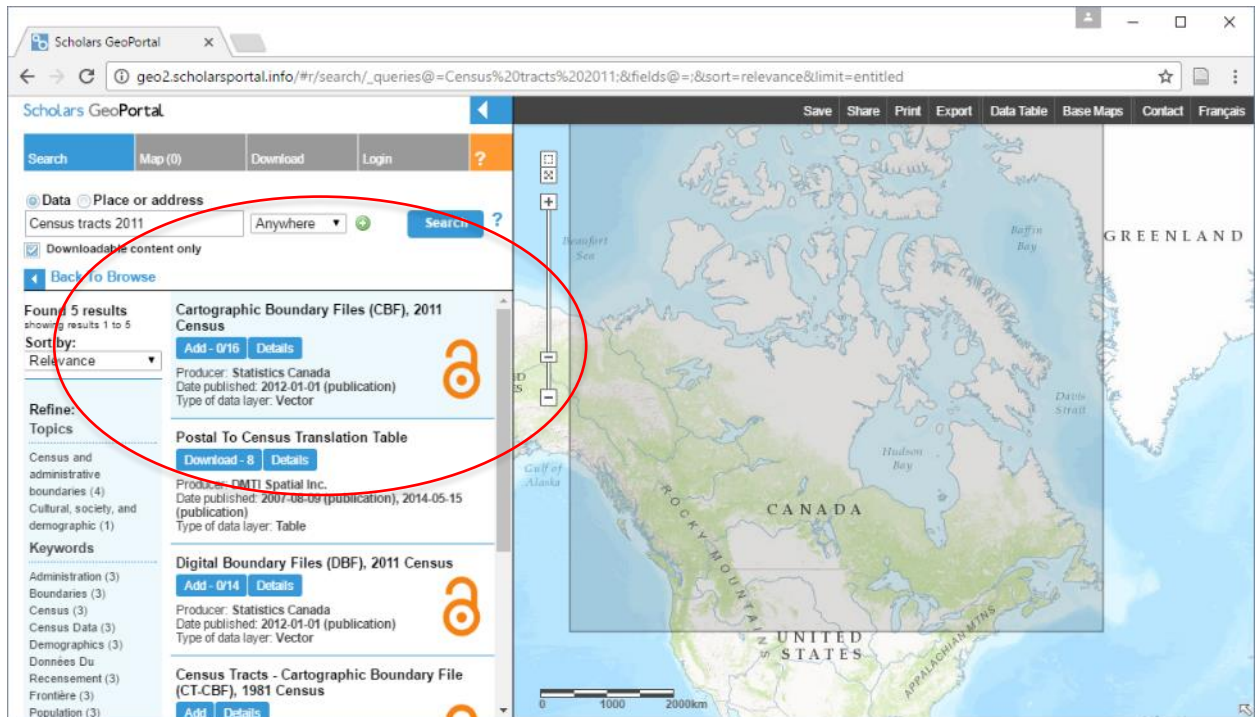 Scholars GeoPortal
geo2.scholarsportal.info/#r/search/_queries@=Census%20tracts%202011;&fields@=;&sort=relevance&limit=entitled
Scholars GeoPortal
Save Share Print Export Data Table Base Maps Contact Français
Search Map (0) Download Login ?
Data Place or address
Census tracts 2011 Anywhere Search ?
Downloadable content only
Back To Browse
Found 5 results
showing results 1 to 5
Sort by:
Relevance
Refine:
Topics
Census and
administrative
boundaries (4)
Cultural, society, and
demographic (1)
Keywords
Administration (3)
Boundaries (3)
Census (3)
Census Data (3)
Demographics (3)
Données Du
Recensement (3)
Frontière (3)
Population (3)
Cartographic Boundary Files (CBF), 2011
Census
Add - 0/16 Details
Producer: Statistics Canada
Date published: 2012-01-01 (publication)
Type of data layer: Vector
Postal To Census Translation Table
Download - 8 Details
Producer: DMTI Spatial Inc.
Date published: 2007-08-09 (publication), 2014-05-15
(publication)
Type of data layer: Table
Digital Boundary Files (DBF), 2011 Census
Add - 0/14 Details
Producer: Statistics Canada
Date published: 2012-01-01 (publication)
Type of data layer: Vector
Census Tracts - Cartographic Boundary File
(CT-CBF), 1981 Census
Add Details
Beaufort
Sea
Baffin
Bay
GREENLAND
Davis
Strait
Hudson
Bay
Gulf of
Alaska
CANADA
ROCKY MOUNTAINS
UNITED
STATES
APPALACHIAN MTNS
0 1000 2000km